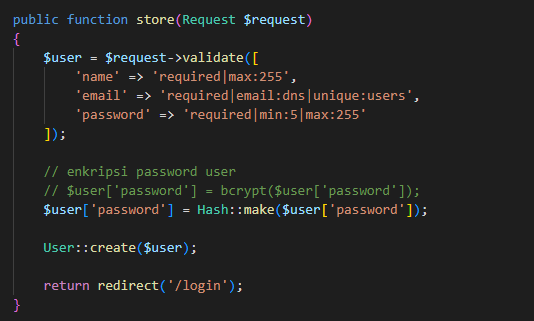 public function store(Request $request)
{
    $user = $request->validate([
        'name' => 'required|max:255',
        'email' => 'required|email:dns|unique:users',
        'password' => 'required|min:5|max:255'
    ]);

    // enkripsi password user
    // $user['password'] = bcrypt($user['password']);
    $user['password'] = Hash::make($user['password']);

    User::create($user);

    return redirect('/login');
}